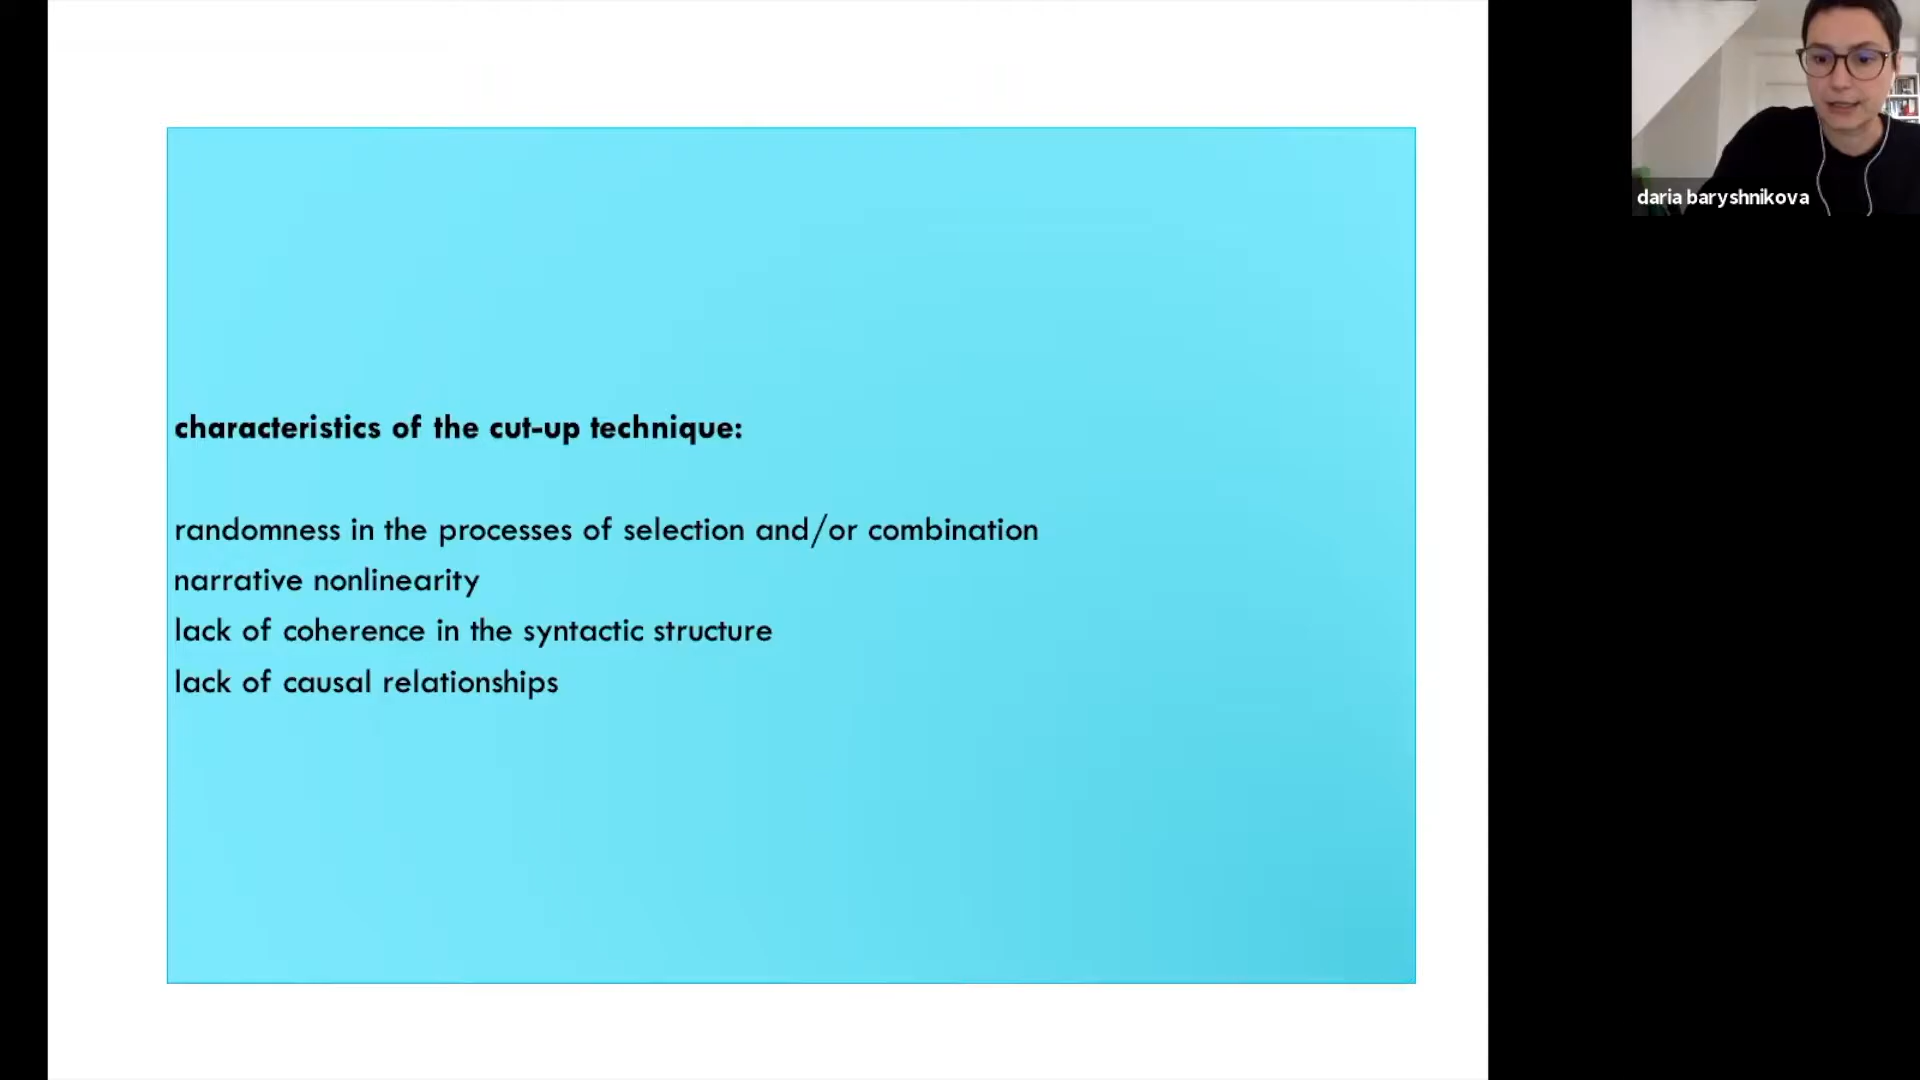 characteristics of the cut-up technique:
randomness in the processes of selection and/or combination
narrative nonlinearity
lack of coherence in the syntactic structure
lack of causal relationships
daria baryshnikova